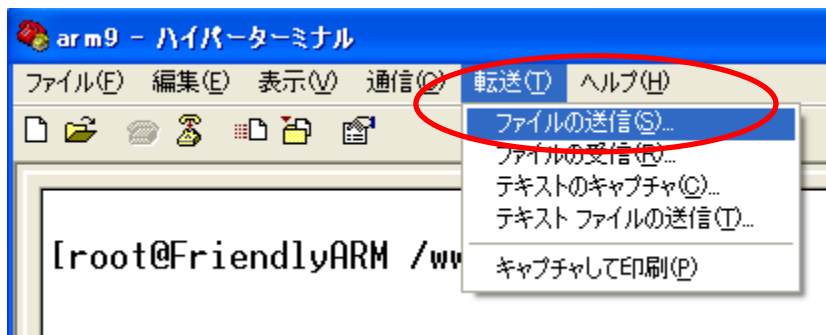 arm9 - ハイパーターミナル
ファイル(F) 編集(E) 表示(V) 通信(C) 転送(T) ヘルプ(H)
ファイルの送信(S)...
ファイルの受信(R)...
テキストのキャプチャ(C)...
テキスト ファイルの送信(T)...
キャプチャして印刷(P)
[root@FriendlyARM